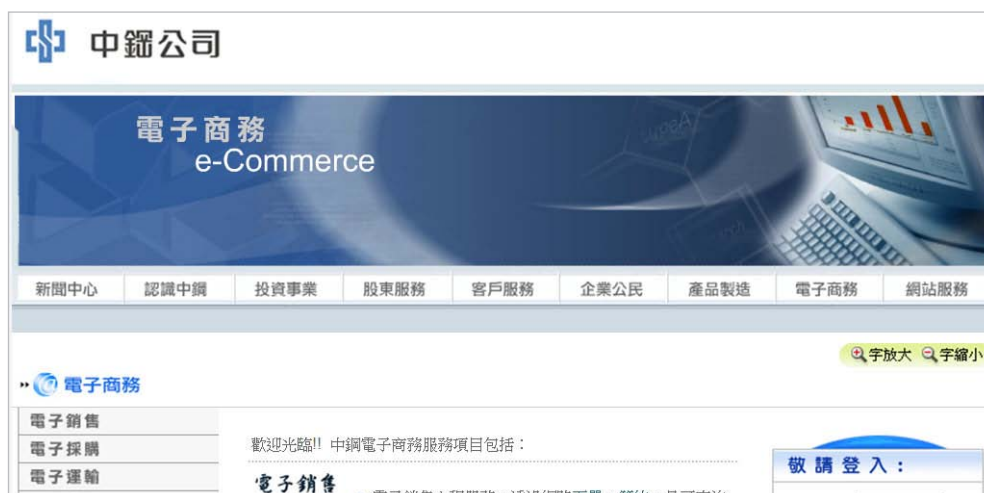 中鋼公司
電子商務
e-Commerce
新聞中心 認識中鋼 投資事業 股東服務 客戶服務 企業公民 產品製造 電子商務 網站服務
字放大 字縮小
電子商務
電子銷售
電子採購
電子運輸
歡迎光臨!! 中鋼電子商務服務項目包括：
敬請登入：
電子銷售